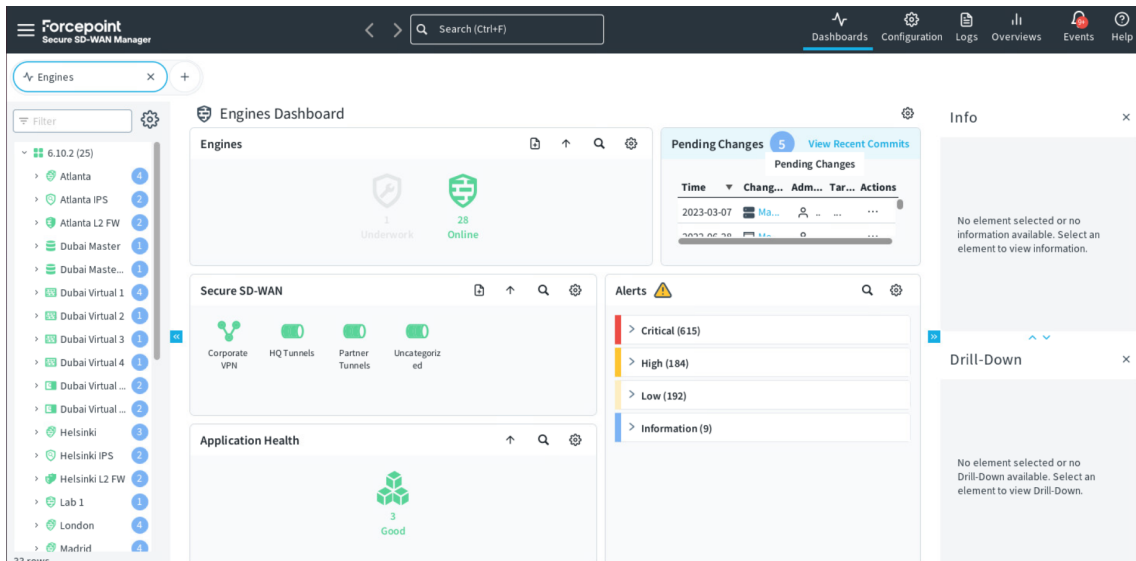 Forcepoint
Secure SD-WAN Manager
Search (Ctrl+F)
Dashboards
Configuration
Logs
Overviews
9+
Events
Help
Engines
Filter
6.10.2 (25)
Atlanta 4
Atlanta IPS 2
Atlanta L2 FW 2
Dubai Master 1
Dubai Maste... 1
Dubai Virtual 1 4
Dubai Virtual 2 1
Dubai Virtual 3 1
Dubai Virtual 4 1
Dubai Virtual ... 2
Dubai Virtual ... 2
Helsinki 3
Helsinki IPS 2
Helsinki L2 FW 2
Lab 1 1
London 4
Madrid 4
Engines Dashboard
Engines
1
Underwork
28
Online
Pending Changes 5 View Recent Commits
Pending Changes
Time Chang... Adm... Tar... Actions
2023-03-07 Ma... .. ... ...
Secure SD-WAN
Corporate
VPN
HQ Tunnels
Partner
Tunnels
Uncategoriz
ed
Application Health
3
Good
Alerts
Critical (615)
High (184)
Low (192)
Information (9)
Info
No element selected or no
information available. Select an
element to view information.
Drill-Down
No element selected or no
Drill-Down available. Select an
element to view Drill-Down.